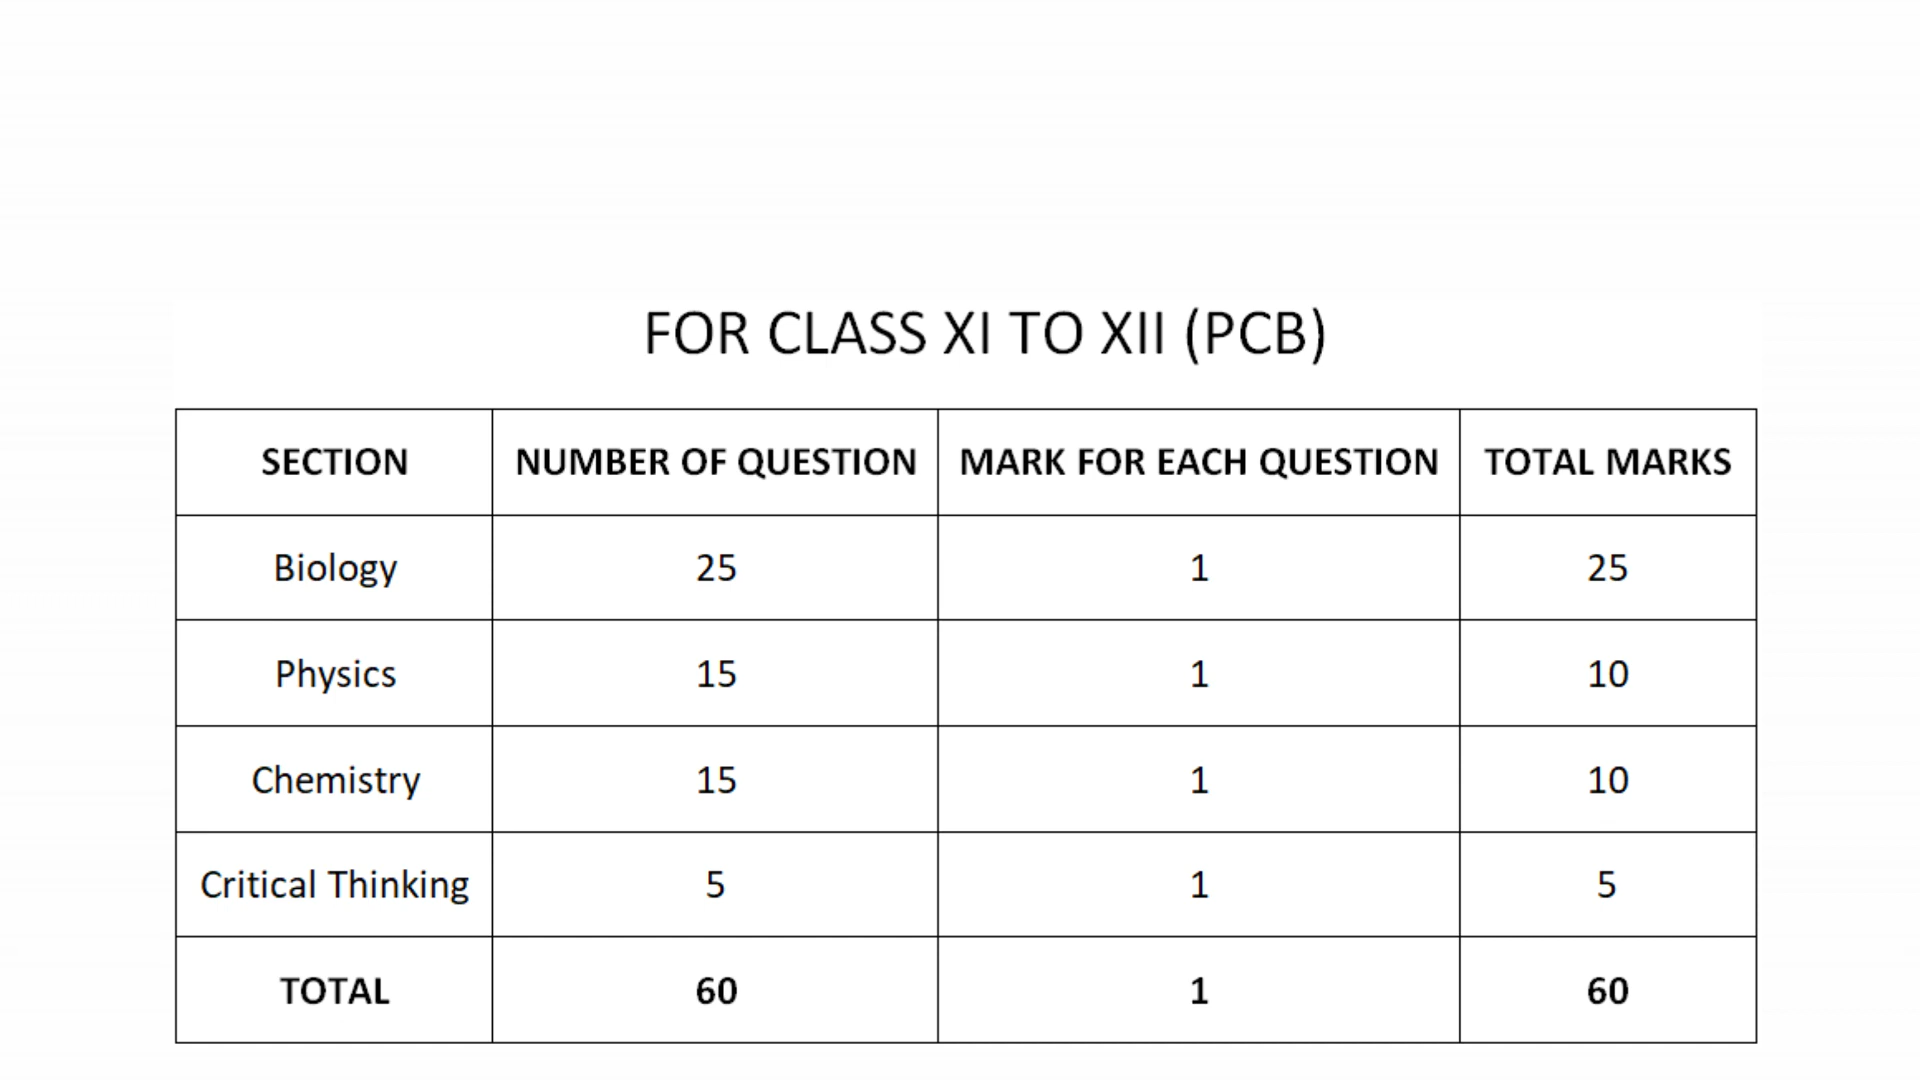 FOR CLASS XI TO XII (PCB)
SECTION NUMBER OF QUESTION MARK FOR EACH QUESTION TOTAL MARKS
Biology 25 1 25
Physics 15 1 10
Chemistry 15 1 10
Critical Thinking 5 1 5
TOTAL 60 1 60